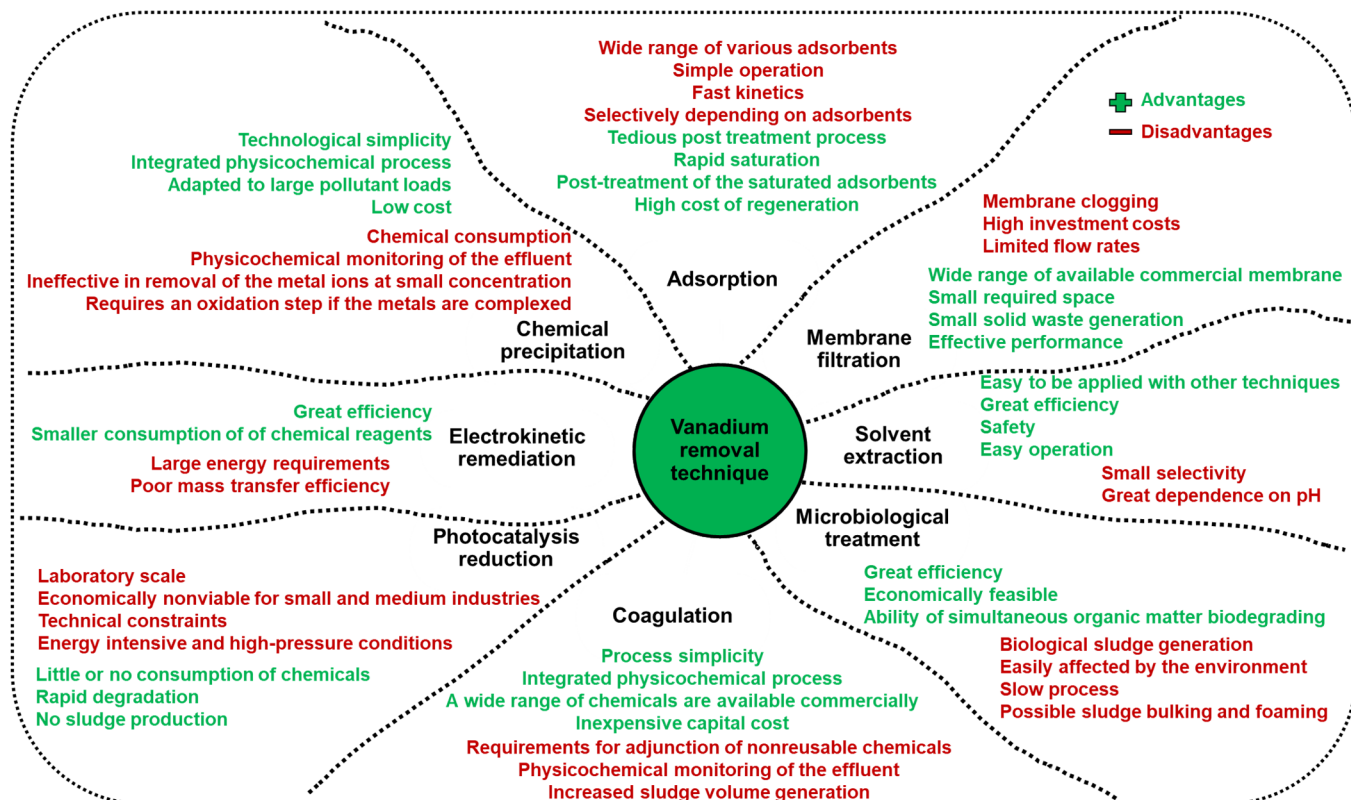 Wide range of various adsorbents
Simple operation
Fast kinetics
Selectively depending on adsorbents
Tedious post treatment process
Rapid saturation
Post-treatment of the saturated adsorbents
High cost of regeneration
Adsorption
Advantages
Disadvantages
Technological simplicity
Integrated physicochemical process
Adapted to large pollutant loads
Low cost
Chemical consumption
Physicochemical monitoring of the effluent
Ineffective in removal of the metal ions at small concentration
Requires an oxidation step if the metals are complexed
Chemical
precipitation
Membrane clogging
High investment costs
Limited flow rates
Wide range of available commercial membrane
Small required space
Small solid waste generation
Effective performance
Membrane
filtration
Great efficiency
Smaller consumption of of chemical reagents
Large energy requirements
Poor mass transfer efficiency
Electrokinetic
remediation
Vanadium
removal
technique
Solvent
extraction
Easy to be applied with other techniques
Great efficiency
Safety
Easy operation
Small selectivity
Great dependence on pH
Photocatalysis
reduction
Laboratory scale
Economically nonviable for small and medium industries
Technical constraints
Energy intensive and high-pressure conditions
Little or no consumption of chemicals
Rapid degradation
No sludge production
Coagulation
Process simplicity
Integrated physicochemical process
A wide range of chemicals are available commercially
Inexpensive capital cost
Requirements for adjunction of nonreusable chemicals
Physicochemical monitoring of the effluent
Increased sludge volume generation
Microbiological
treatment
Great efficiency
Economically feasible
Ability of simultaneous organic matter biodegrading
Biological sludge generation
Easily affected by the environment
Slow process
Possible sludge bulking and foaming